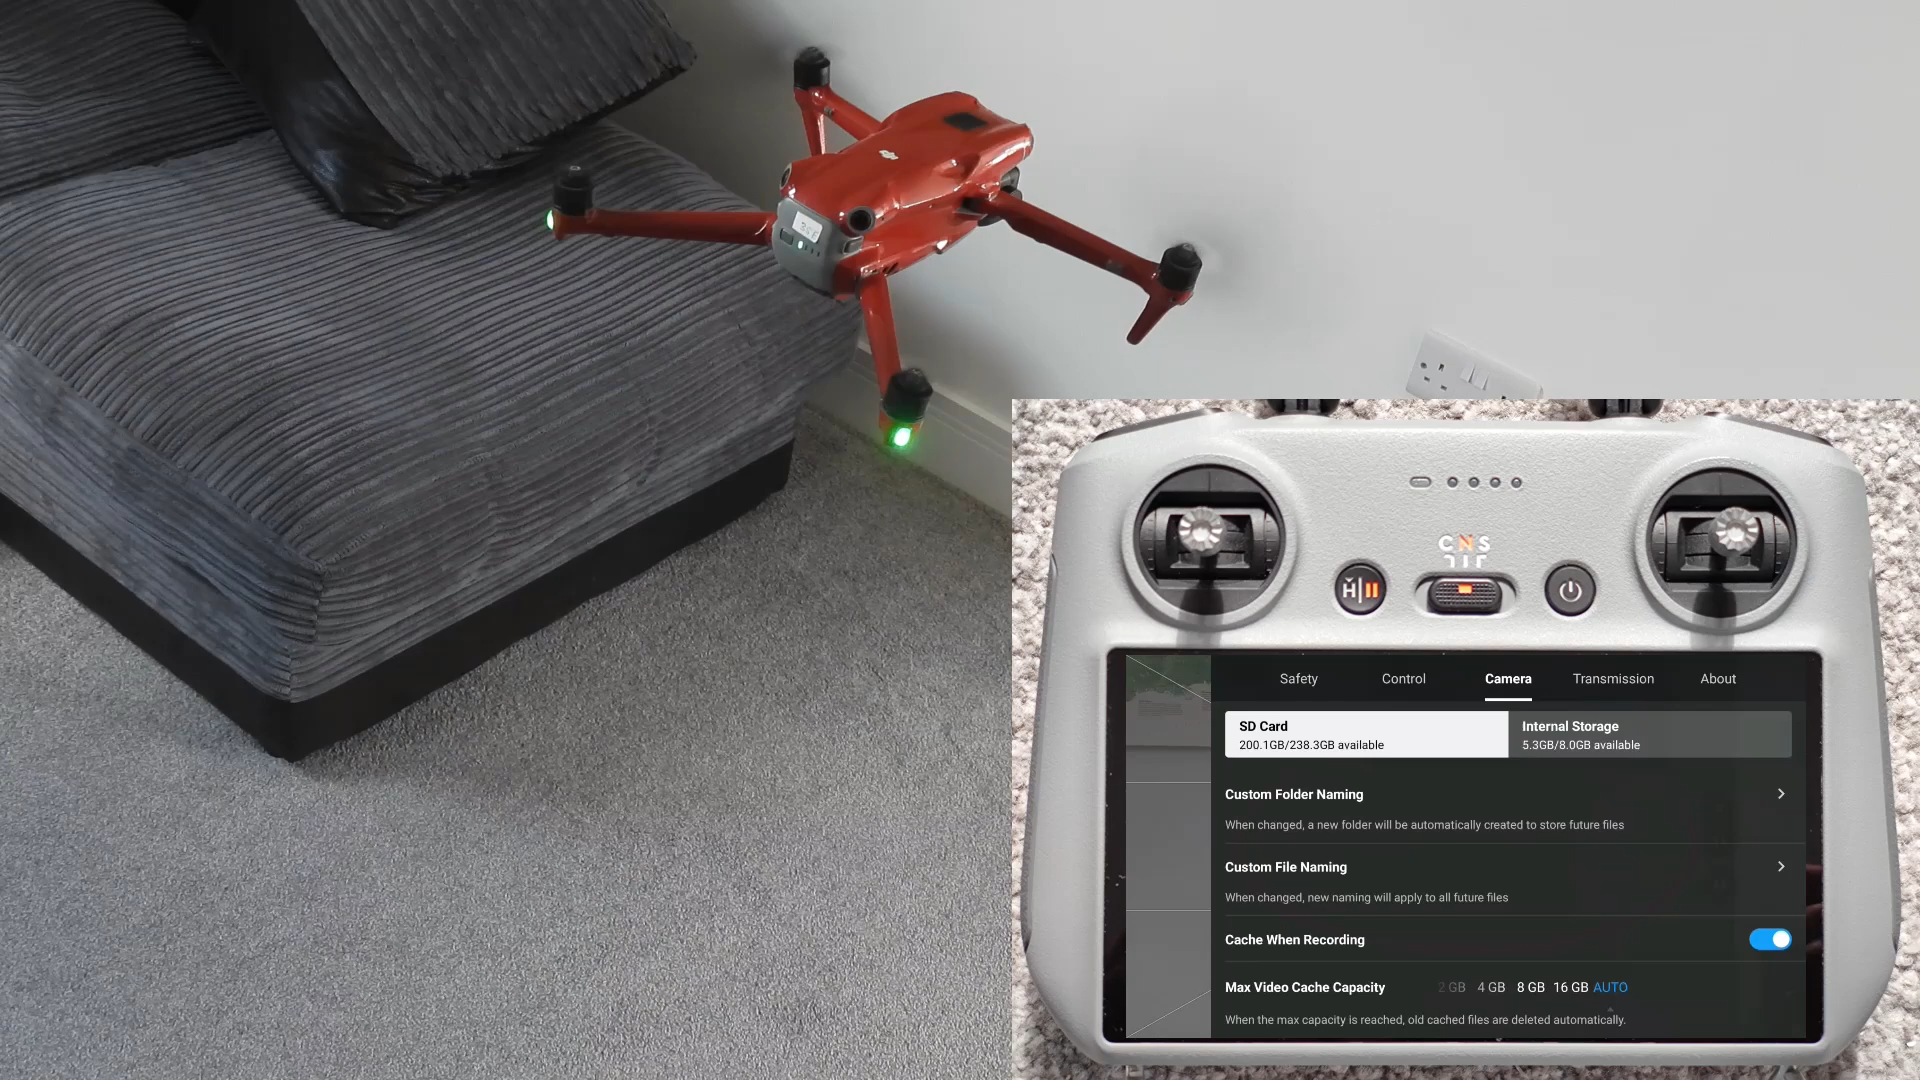 CNS
H
Safety Control Camera Transmission About
SD Card
200.1GB/238.3GB available
Internal Storage
5.3GB/8.0GB available
Custom Folder Naming
When changed, a new folder will be automatically created to store future files
Custom File Naming
When changed, new naming will apply to all future files
Cache When Recording
Max Video Cache Capacity 2 GB 4 GB 8 GB 16 GB AUTO
When the max capacity is reached, old cached files are deleted automatically.